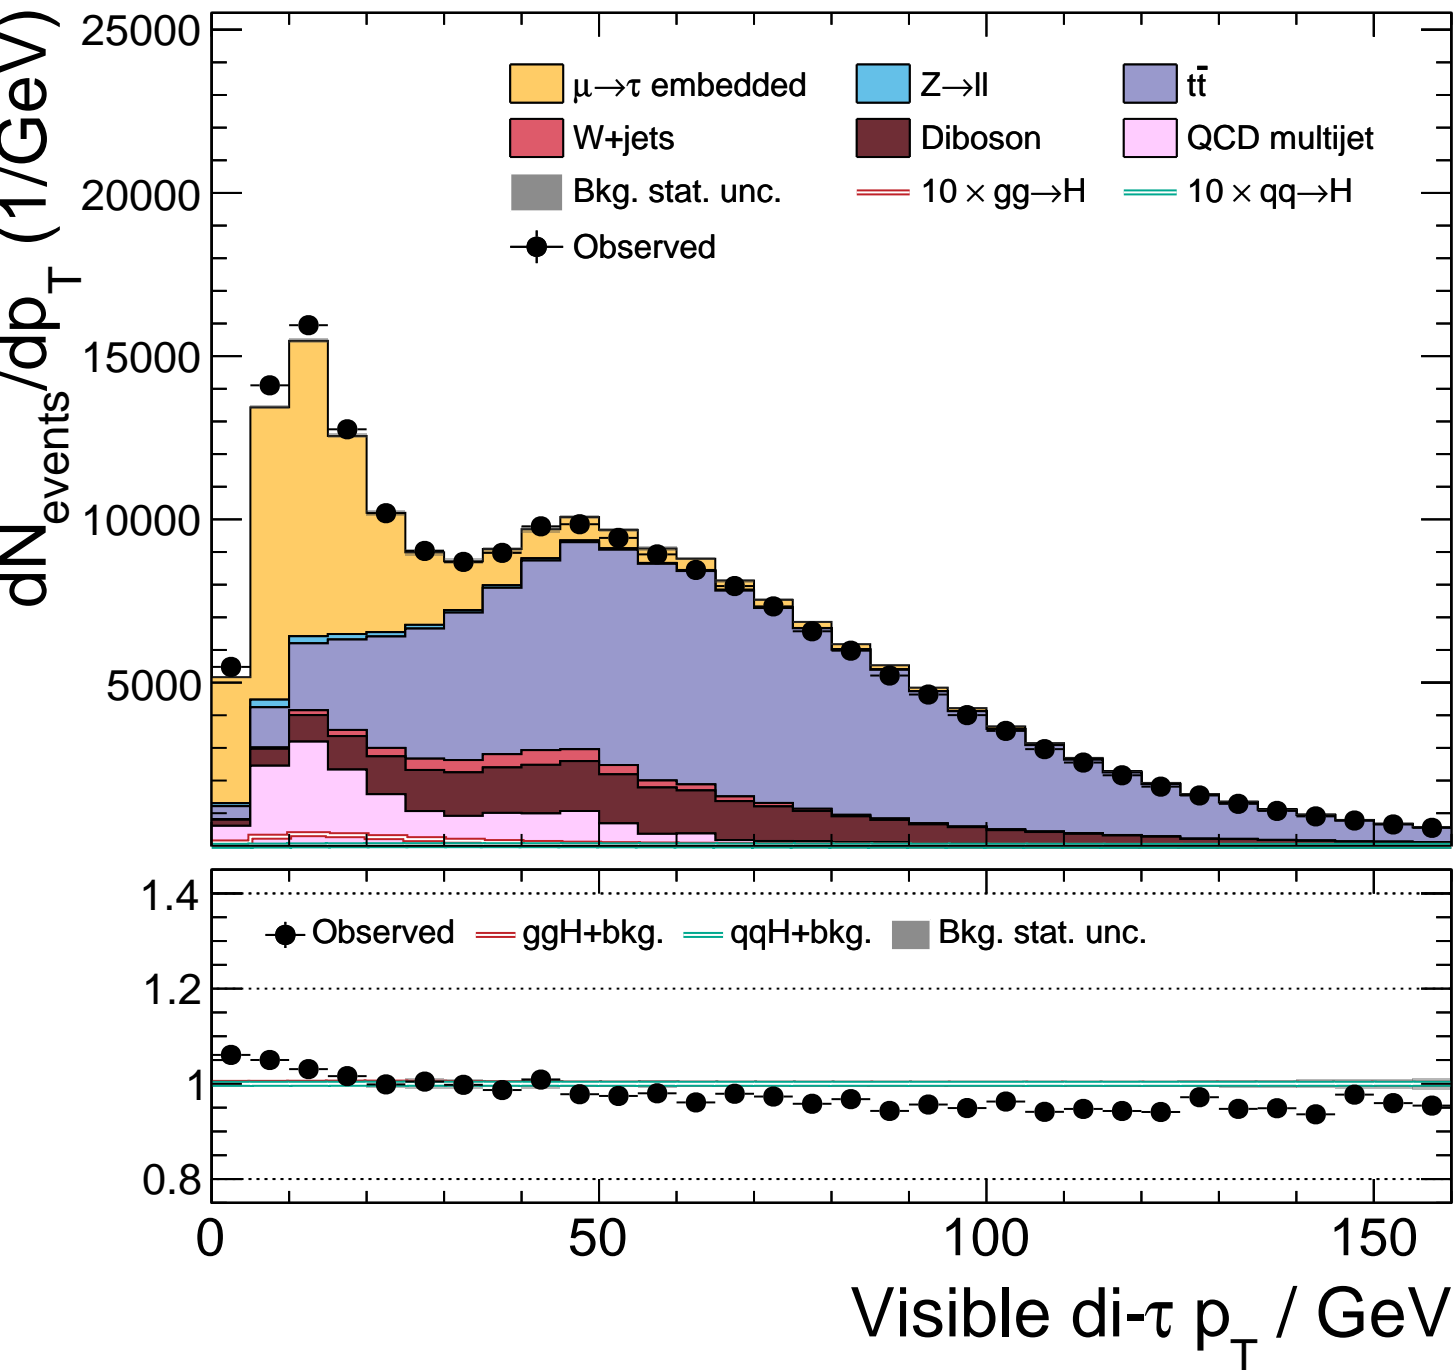 dN_events/dp_T (1/GeV)
25000
20000
15000
10000
5000
μ→τ embedded
Z→ll
tt̄
W+jets
Diboson
QCD multijet
Bkg. stat. unc.
10 × gg→H
10 × qq→H
Observed
1.4
1.2
1
0.8
Observed
ggH+bkg.
qqH+bkg.
Bkg. stat. unc.
0
50
100
150
Visible di-τ p_T / GeV